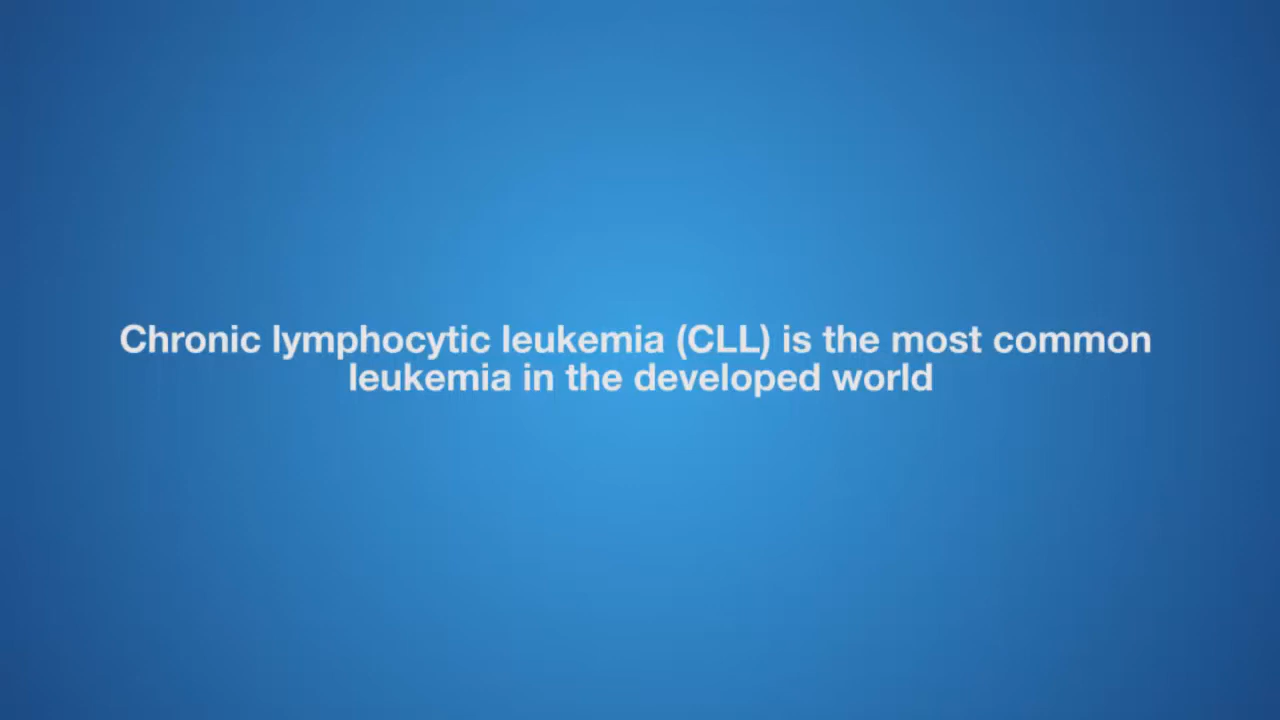 Chronic lymphocytic leukemia (CLL) is the most common
leukemia in the developed world